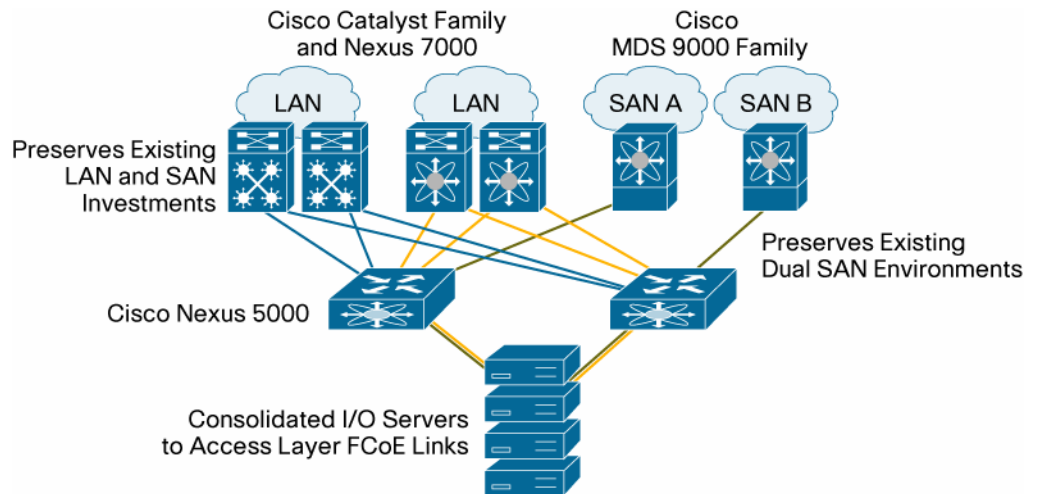 Cisco Catalyst Family
and Nexus 7000
Cisco
MDS 9000 Family
LAN
LAN
SAN A
SAN B
Preserves Existing
LAN and SAN
Investments
Preserves Existing
Dual SAN Environments
Cisco Nexus 5000
Consolidated I/O Servers
to Access Layer FCoE Links